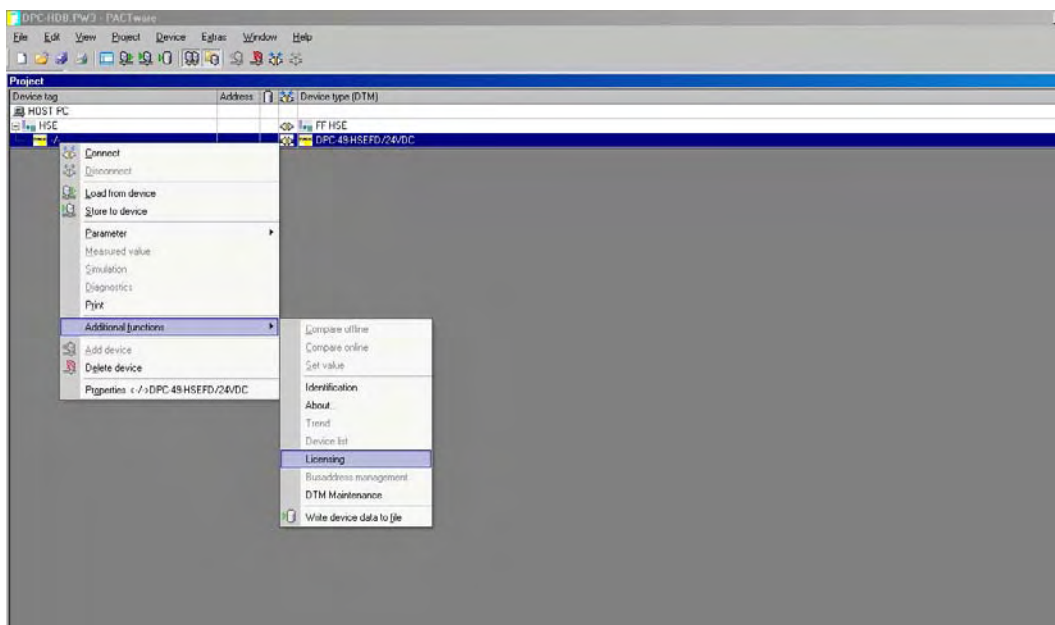 DPC-HDB.PW3 - PACTware
File Edit View Project Device Extras Window Help
Project
Device tag Address Device type (DTM)
HOST PC
HSE FF HSE
DPC-49-HSEFD/24VDC
Connect
Disconnect
Load from device
Store to device
Parameter
Measured value
Simulation
Diagnostics
Print
Additional functions
Add device
Delete device
Properties <-/->DPC-49-HSEFD/24VDC
Compare offline
Compare online
Set value
Identification
About..
Trend
Device list
Licensing
Busaddress management
DTM Maintenance
Write device data to file